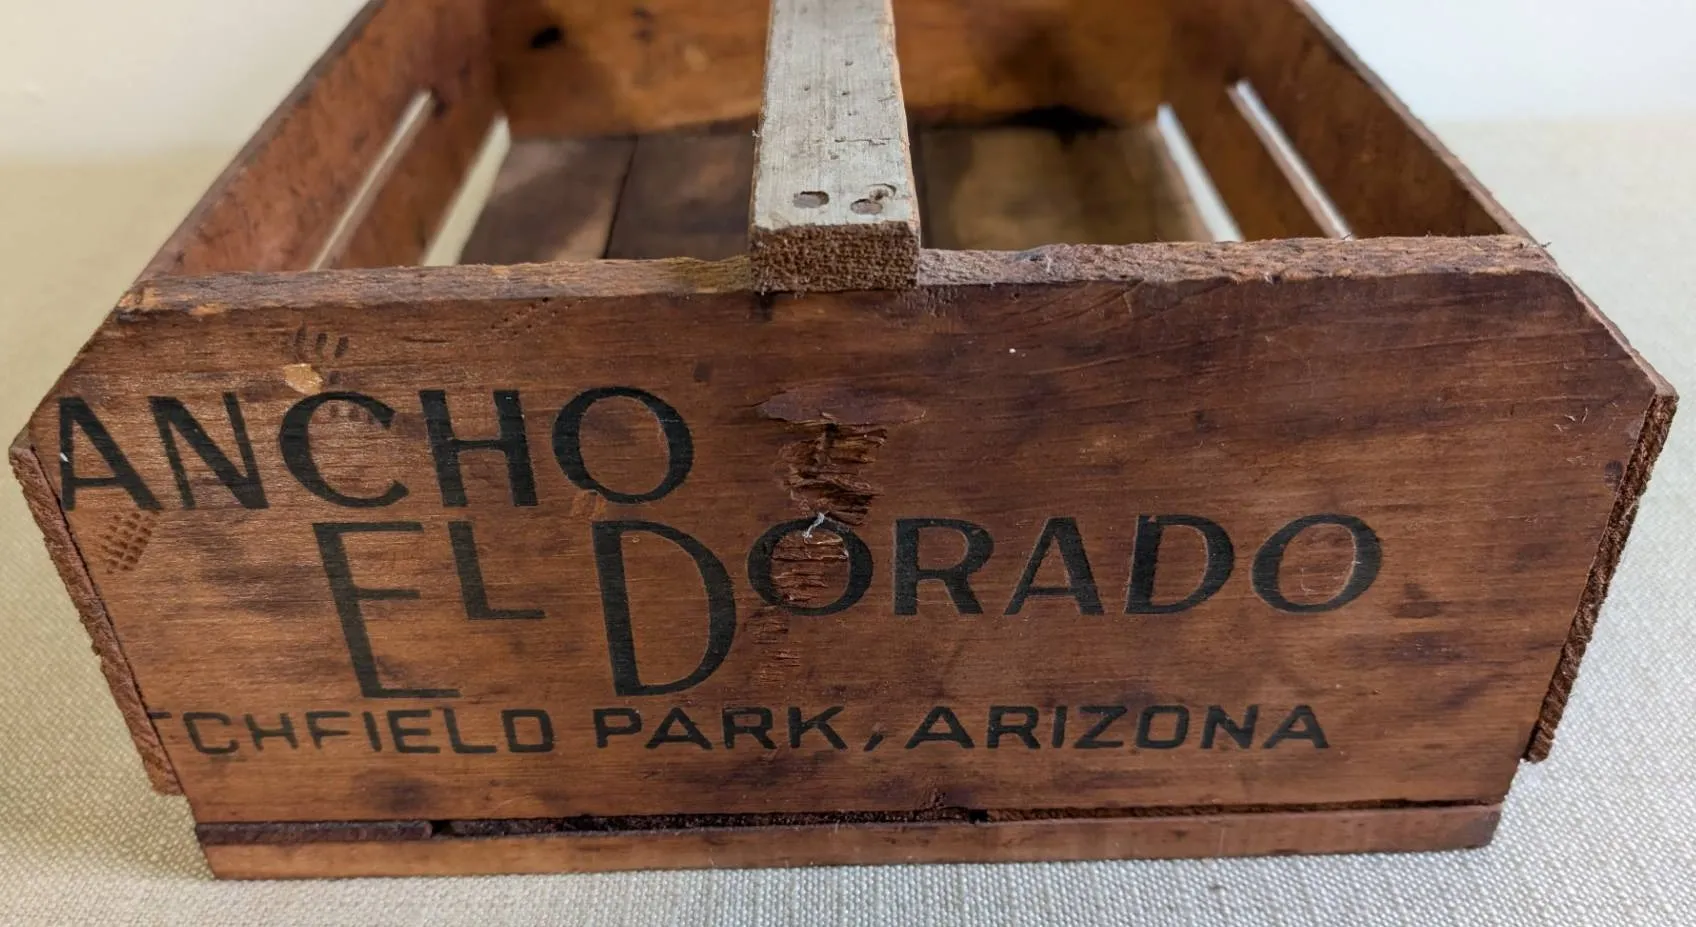 ANCHO
EL DORADO
TCHFIELD PARK, ARIZONA